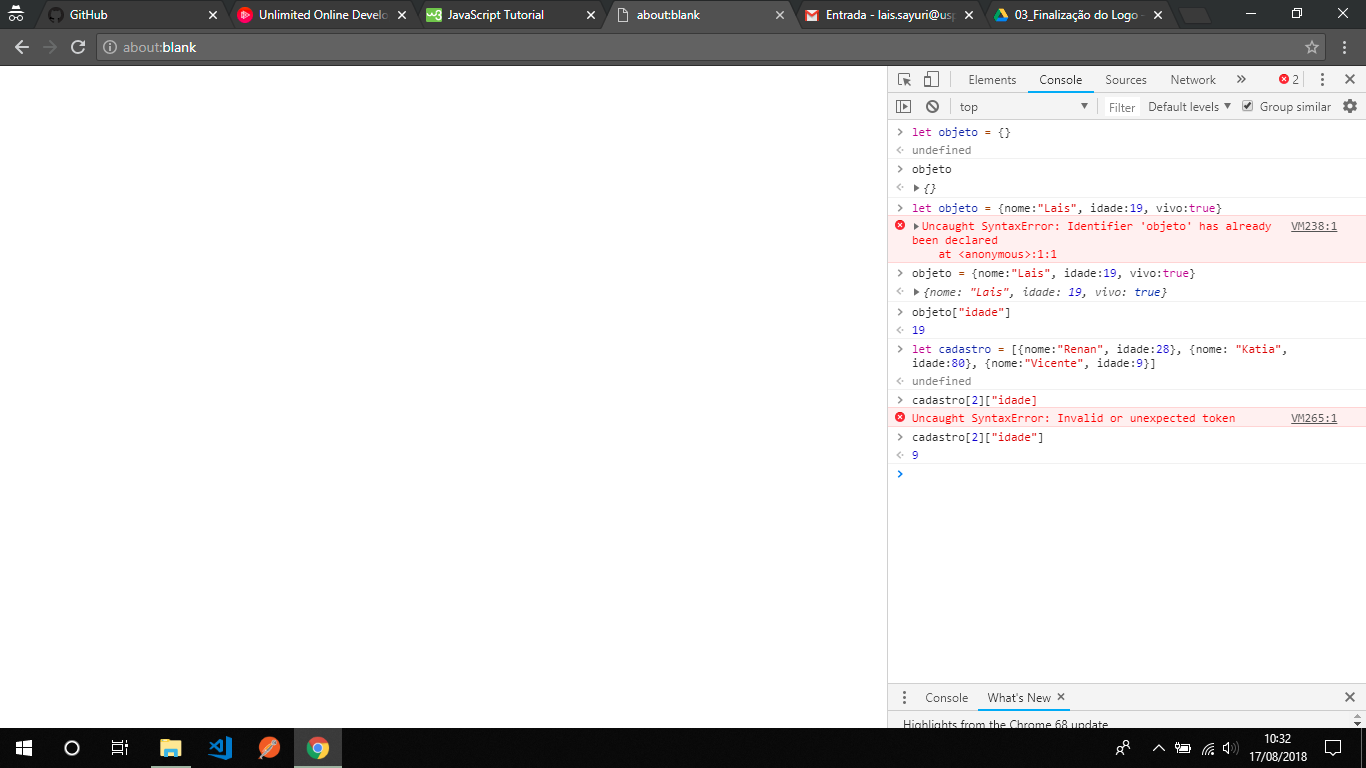 GitHub
Unlimited Online Develo
JavaScript Tutorial
about:blank
Entrada - lais.sayuri@usp
03_Finalização do Logo -
about:blank
Elements Console Sources Network » 2
top Filter Default levels Group similar
let objeto = {}
undefined
objeto
{}
let objeto = {nome:"Lais", idade:19, vivo:true}
Uncaught SyntaxError: Identifier 'objeto' has already VM238:1
been declared
at <anonymous>:1:1
objeto = {nome:"Lais", idade:19, vivo:true}
{nome: "Lais", idade: 19, vivo: true}
objeto["idade"]
19
let cadastro = [{nome:"Renan", idade:28}, {nome: "Katia",
idade:80}, {nome:"Vicente", idade:9}]
undefined
cadastro[2]["idade]
Uncaught SyntaxError: Invalid or unexpected token VM265:1
cadastro[2]["idade"]
9
Console What's New
Highlights from the Chrome 68 update
10:32
17/08/2018